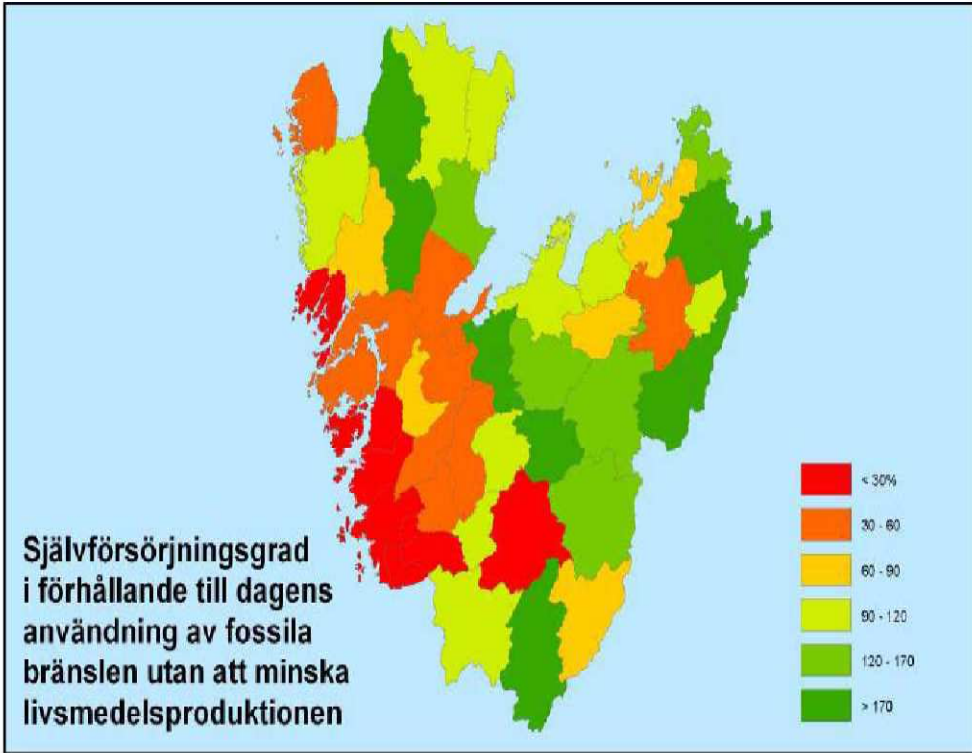 < 30%
30 - 60
60 - 90
90 - 120
120 - 170
> 170
Självförsörjningsgrad
i förhållande till dagens
användning av fossila
bränslen utan att minska
livsmedelsproduktionen